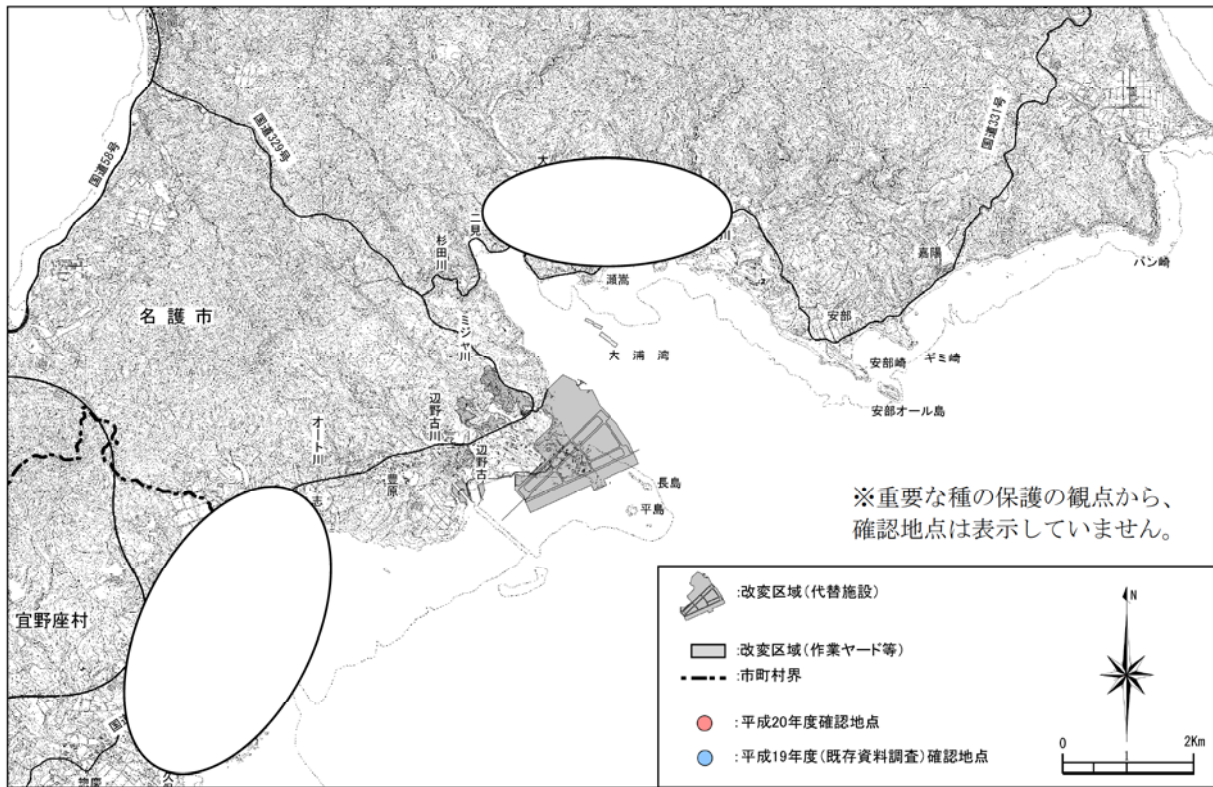 国道58号
国道329号
国道331号
大
二見
杉田川
川
瀬嵩
嘉陽
バン崎
名護市
ミジャ川
大浦湾
安部
安部崎
ギミ崎
安部オール島
辺野古川
オート川
辺野古
豊原
志
長島
平島
※重要な種の保護の観点から、
確認地点は表示していません。
宜野座村
国道
:改変区域(代替施設)
:改変区域(作業ヤード等)
:市町村界
:平成20年度確認地点
:平成19年度(既存資料調査)確認地点
N
0 2Km